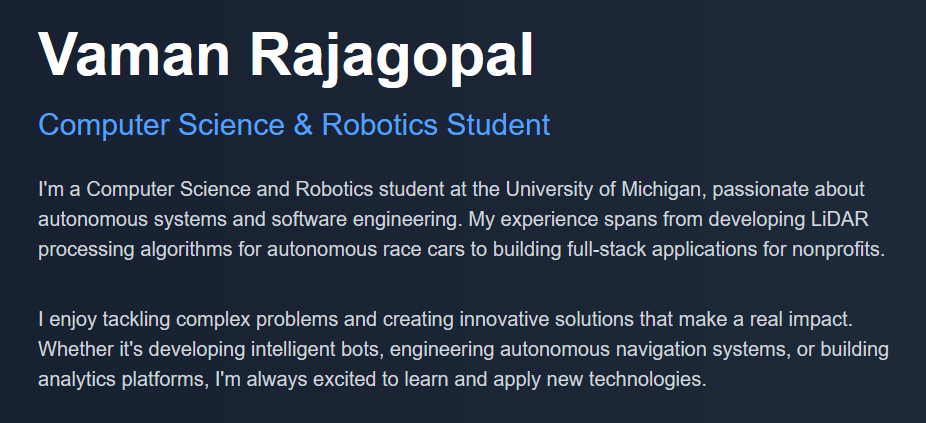 Vaman Rajagopal
Computer Science & Robotics Student
I'm a Computer Science and Robotics student at the University of Michigan, passionate about
autonomous systems and software engineering. My experience spans from developing LiDAR
processing algorithms for autonomous race cars to building full-stack applications for nonprofits.
I enjoy tackling complex problems and creating innovative solutions that make a real impact.
Whether it's developing intelligent bots, engineering autonomous navigation systems, or building
analytics platforms, I'm always excited to learn and apply new technologies.